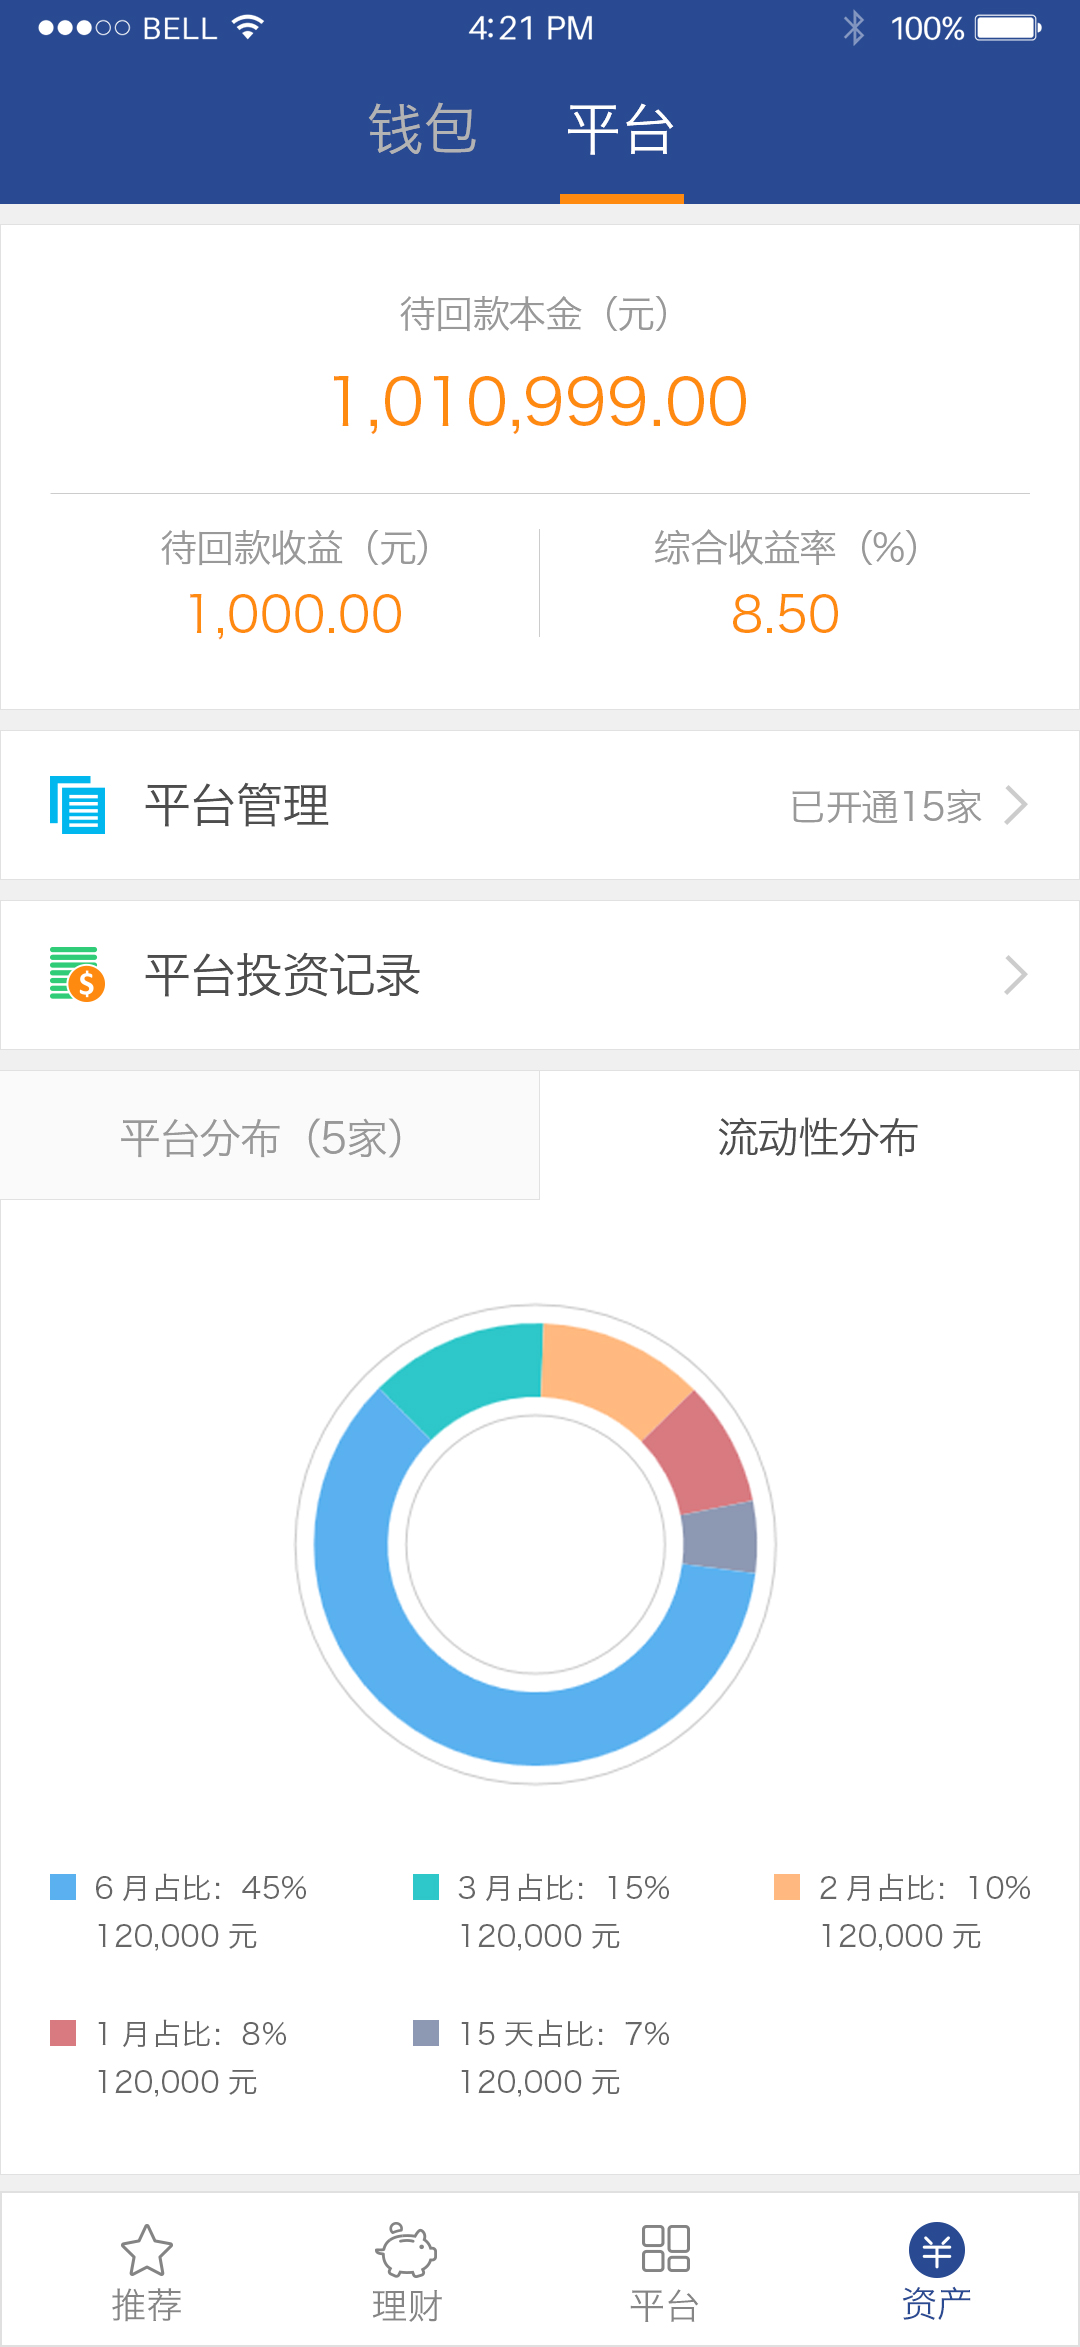 BELL 4:21 PM 100%
钱包 平台
待回款本金（元）
1,010,999.00
待回款收益（元） 综合收益率（%）
1,000.00 8.50
平台管理 已开通15家
平台投资记录
平台分布（5家） 流动性分布
6 月占比：45% 3 月占比：15% 2 月占比：10%
120,000 元 120,000 元 120,000 元
1 月占比：8% 15 天占比：7%
120,000 元 120,000 元
推荐 理财 平台 资产